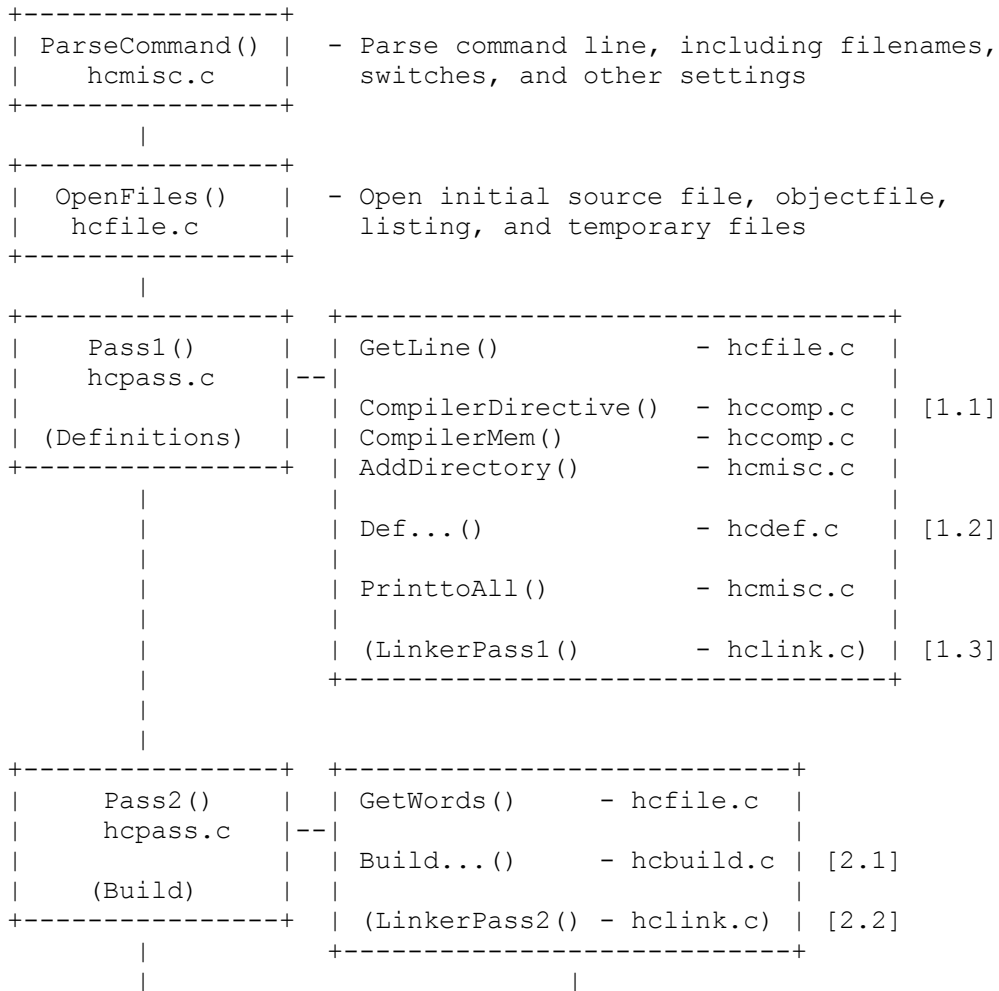 +----------------+
| ParseCommand() |  - Parse command line, including filenames,
|    hcmisc.c    |    switches, and other settings
+----------------+
        |
+----------------+
|  OpenFiles()   |  - Open initial source file, objectfile,
|   hcfile.c     |    listing, and temporary files
+----------------+
        |
+----------------+  +----------------------------------+
|    Pass1()     |  | GetLine()            - hcfile.c  |
|    hcpass.c    |--|                                  |
|                |  | CompilerDirective()  - hccomp.c  | [1.1]
| (Definitions)  |  | CompilerMem()        - hccomp.c  |
+----------------+  | AddDirectory()       - hcmisc.c  |
        |           |                                  |
        |           | Def...()             - hcdef.c   | [1.2]
        |           |                                  |
        |           | PrinttoAll()         - hcmisc.c  |
        |           |                                  |
        |           | (LinkerPass1()       - hclink.c) | [1.3]
        |           +----------------------------------+
        |
        |
+----------------+  +----------------------------+
|     Pass2()    |  | GetWords()     - hcfile.c  |
|     hcpass.c   |--|                            |
|                |  | Build...()     - hcbuild.c | [2.1]
|    (Build)     |  |                            |
+----------------+  | (LinkerPass2() - hclink.c) | [2.2]
        |           +----------------------------+
        |                          |